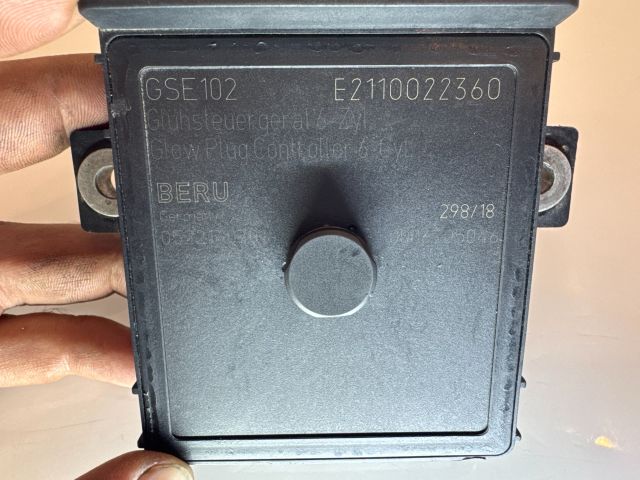 GSE102 E2110022360
Glühsteuergerät 6-Zyl
Glow Plug Controller 6-Cyl
BERU
Germany
298/18